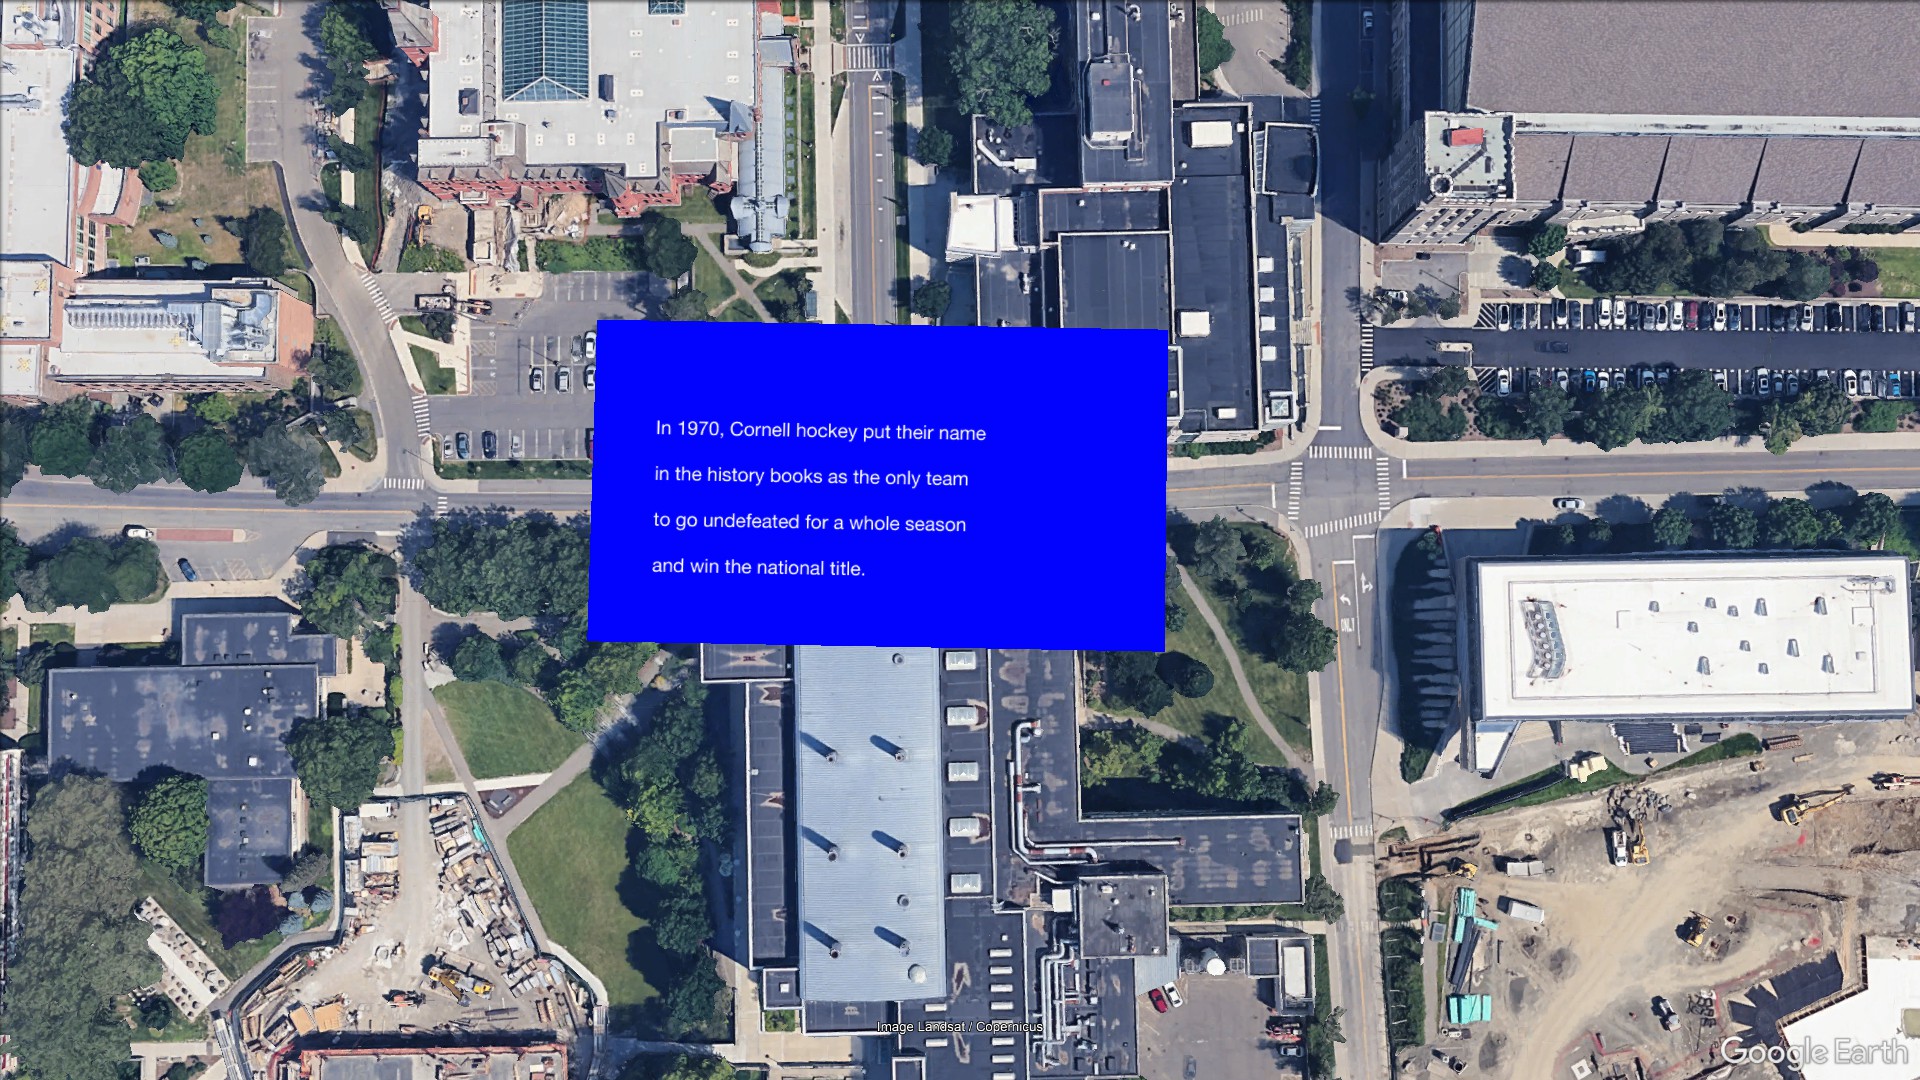 In 1970, Cornell hockey put their name
in the history books as the only team
to go undefeated for a whole season
and win the national title.
ONLY
Image Landsat / Copernicus
Google Earth